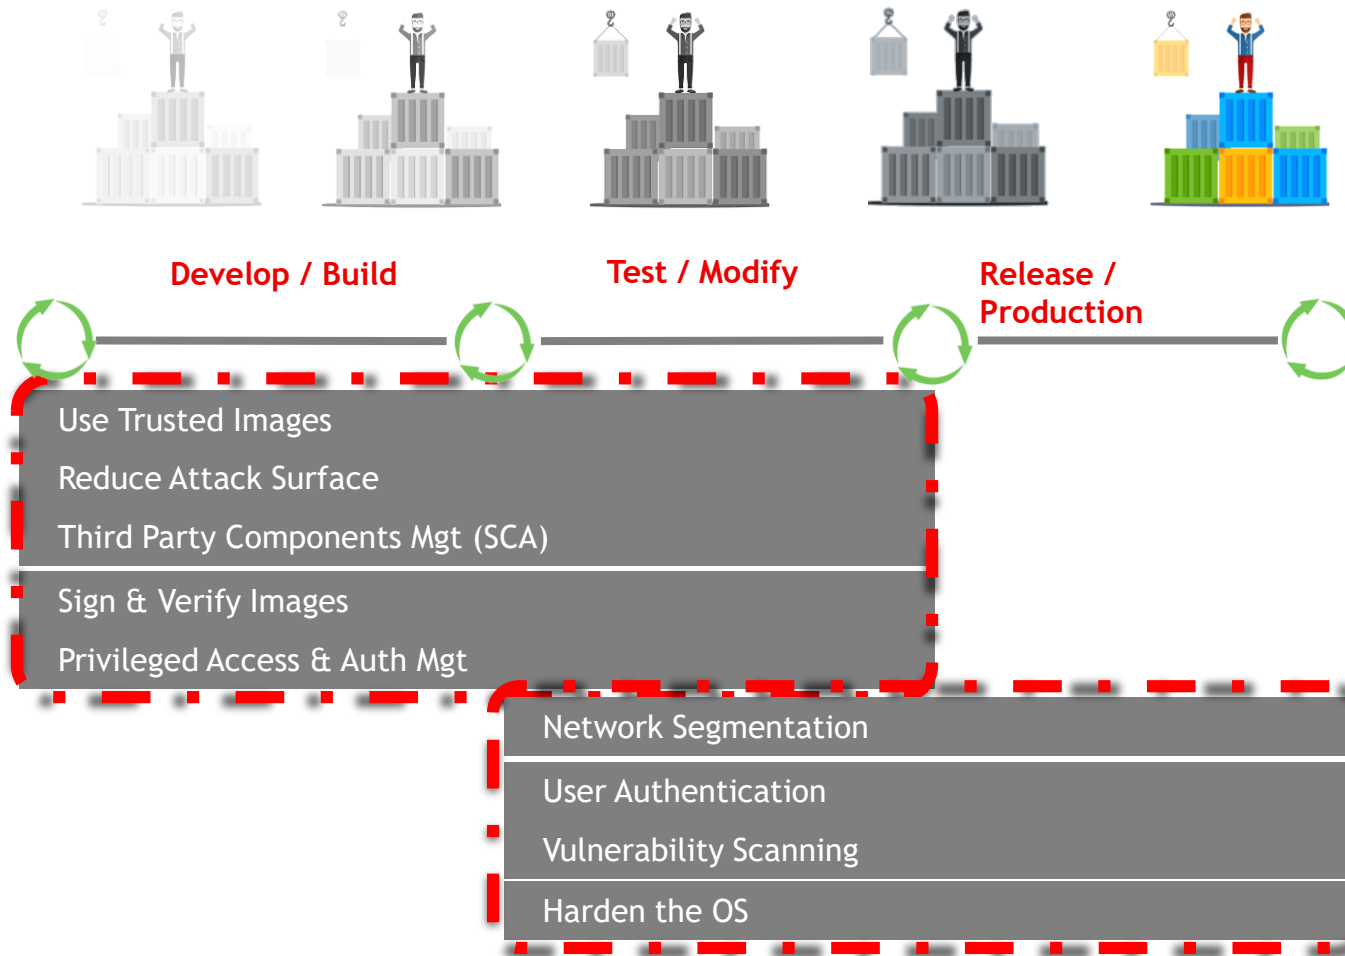 Develop / Build
Test / Modify
Release /
Production
Use Trusted Images
Reduce Attack Surface
Third Party Components Mgt (SCA)
Sign & Verify Images
Privileged Access & Auth Mgt
Network Segmentation
User Authentication
Vulnerability Scanning
Harden the OS